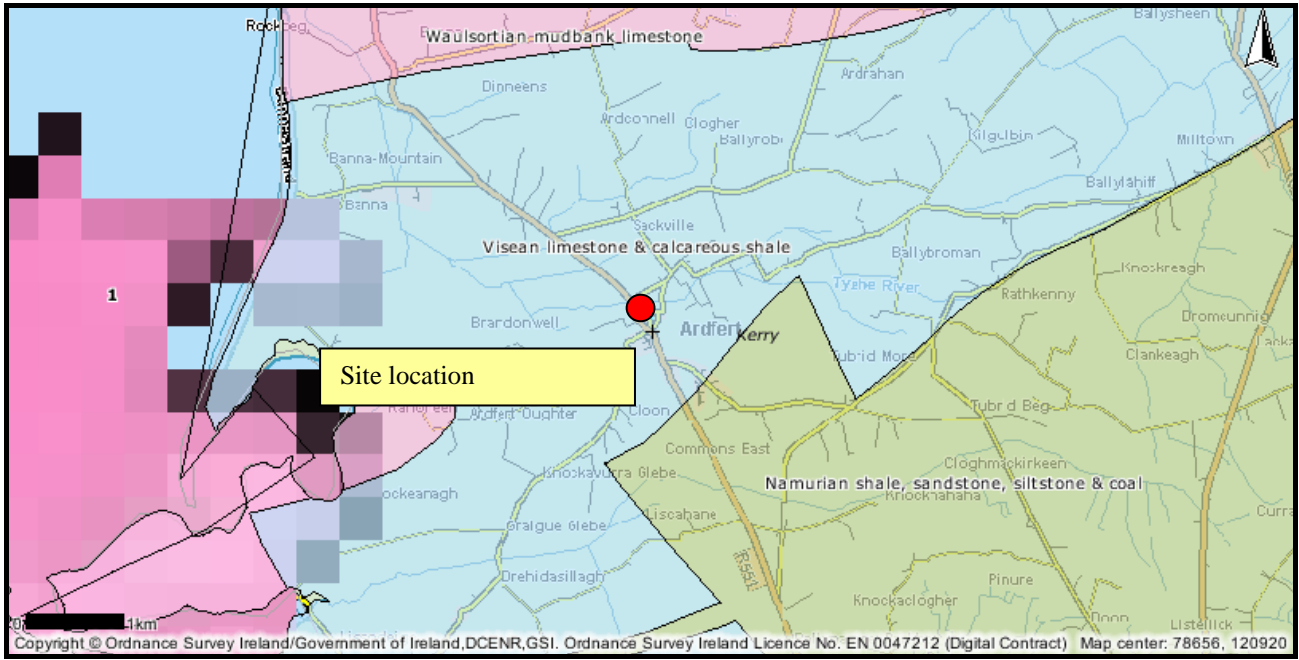 Ballysheen
Waulsortian mudbank limestone
Ardrahan
Dinneens
Ardconnell
Clogher
Ballyrobi
Kilgulbin
Milltown
Banna-Mountain
Ballylahiff
Banna
Sackville
Visean limestone & calcareous shale
Ballybroman
Knockreagh
Tyshe River
Rathkenny
1
Brandonwell
Ardfert
Kerry
Dromcunnig
Tubrid More
Clankeagh
Site location
Ardfert Oughter
Cloon
Tubrid Beg
Commons East
Cloghmackirkeen
Knockavurra Glebe
Namurian shale, sandstone, siltstone & coal
Knocknahaha
Liscahane
Graigue Glebe
R551
Drehidasillagh
Pinure
Knockaclogher
Doon
Listellick
0 1km
Copyright © Ordnance Survey Ireland/Government of Ireland,DCENR,GSI. Ordnance Survey Ireland Licence No. EN 0047212 (Digital Contract) Map center: 78656, 120920